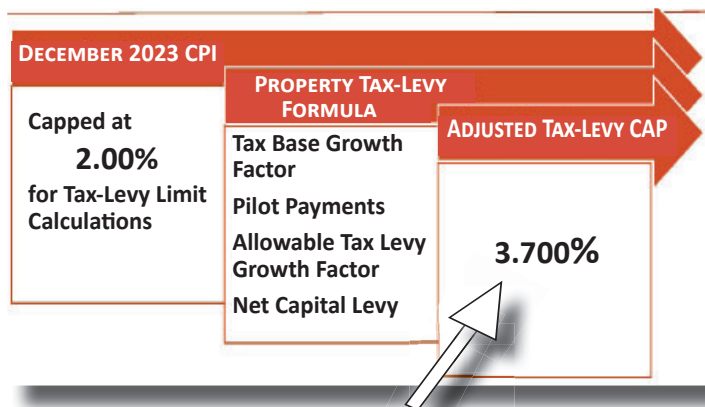 DECEMBER 2023 CPI
Capped at
2.00%
for Tax-Levy Limit
Calculations
PROPERTY TAX-LEVY
FORMULA
Tax Base Growth
Factor
Pilot Payments
Allowable Tax Levy
Growth Factor
Net Capital Levy
ADJUSTED TAX-LEVY CAP
3.700%